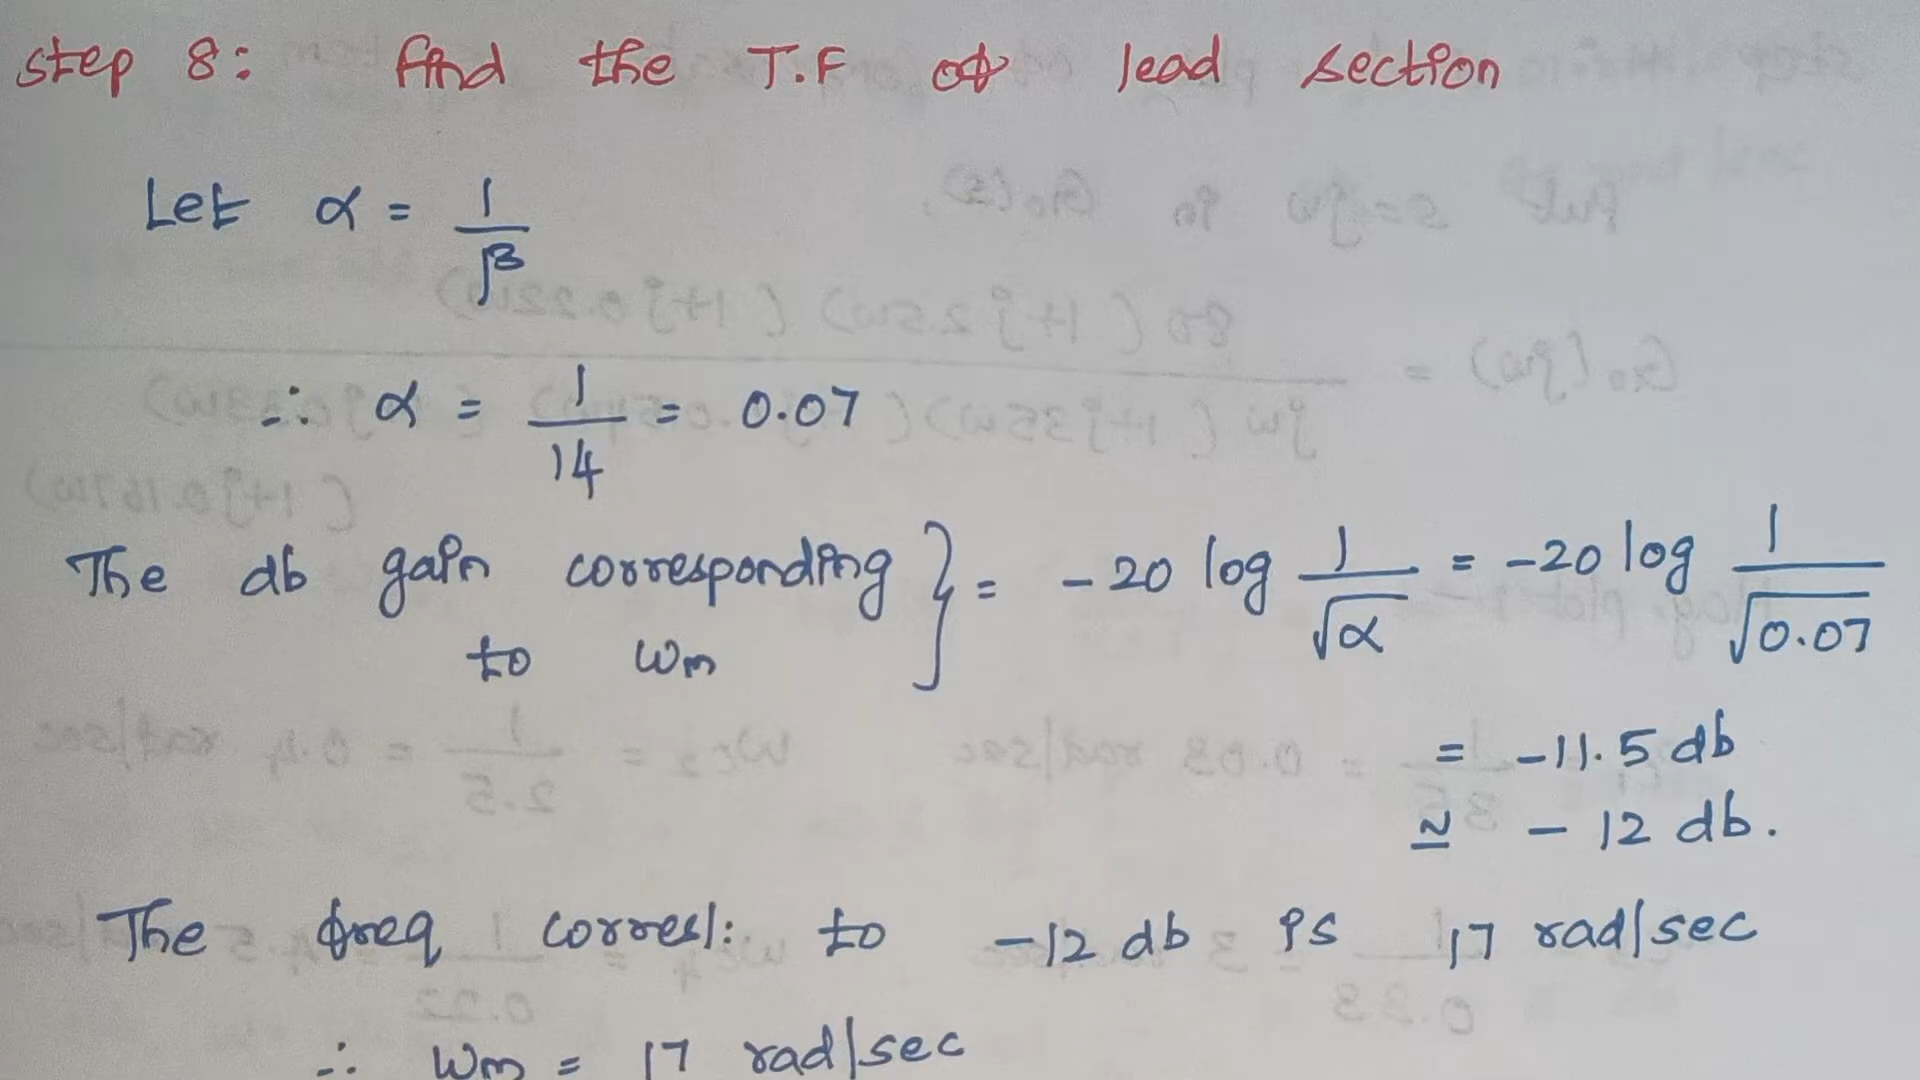 step 8: find the T.F of lead section
Let α = 1/β
∴ α = 1/14 = 0.07
The db gain corresponding to ωm } = -20 log 1/√α = -20 log 1/√0.07
= -11.5 db
≃ - 12 db.
The freq corresl: to -12 db is 17 rad/sec
∴ ωm = 17 rad/sec